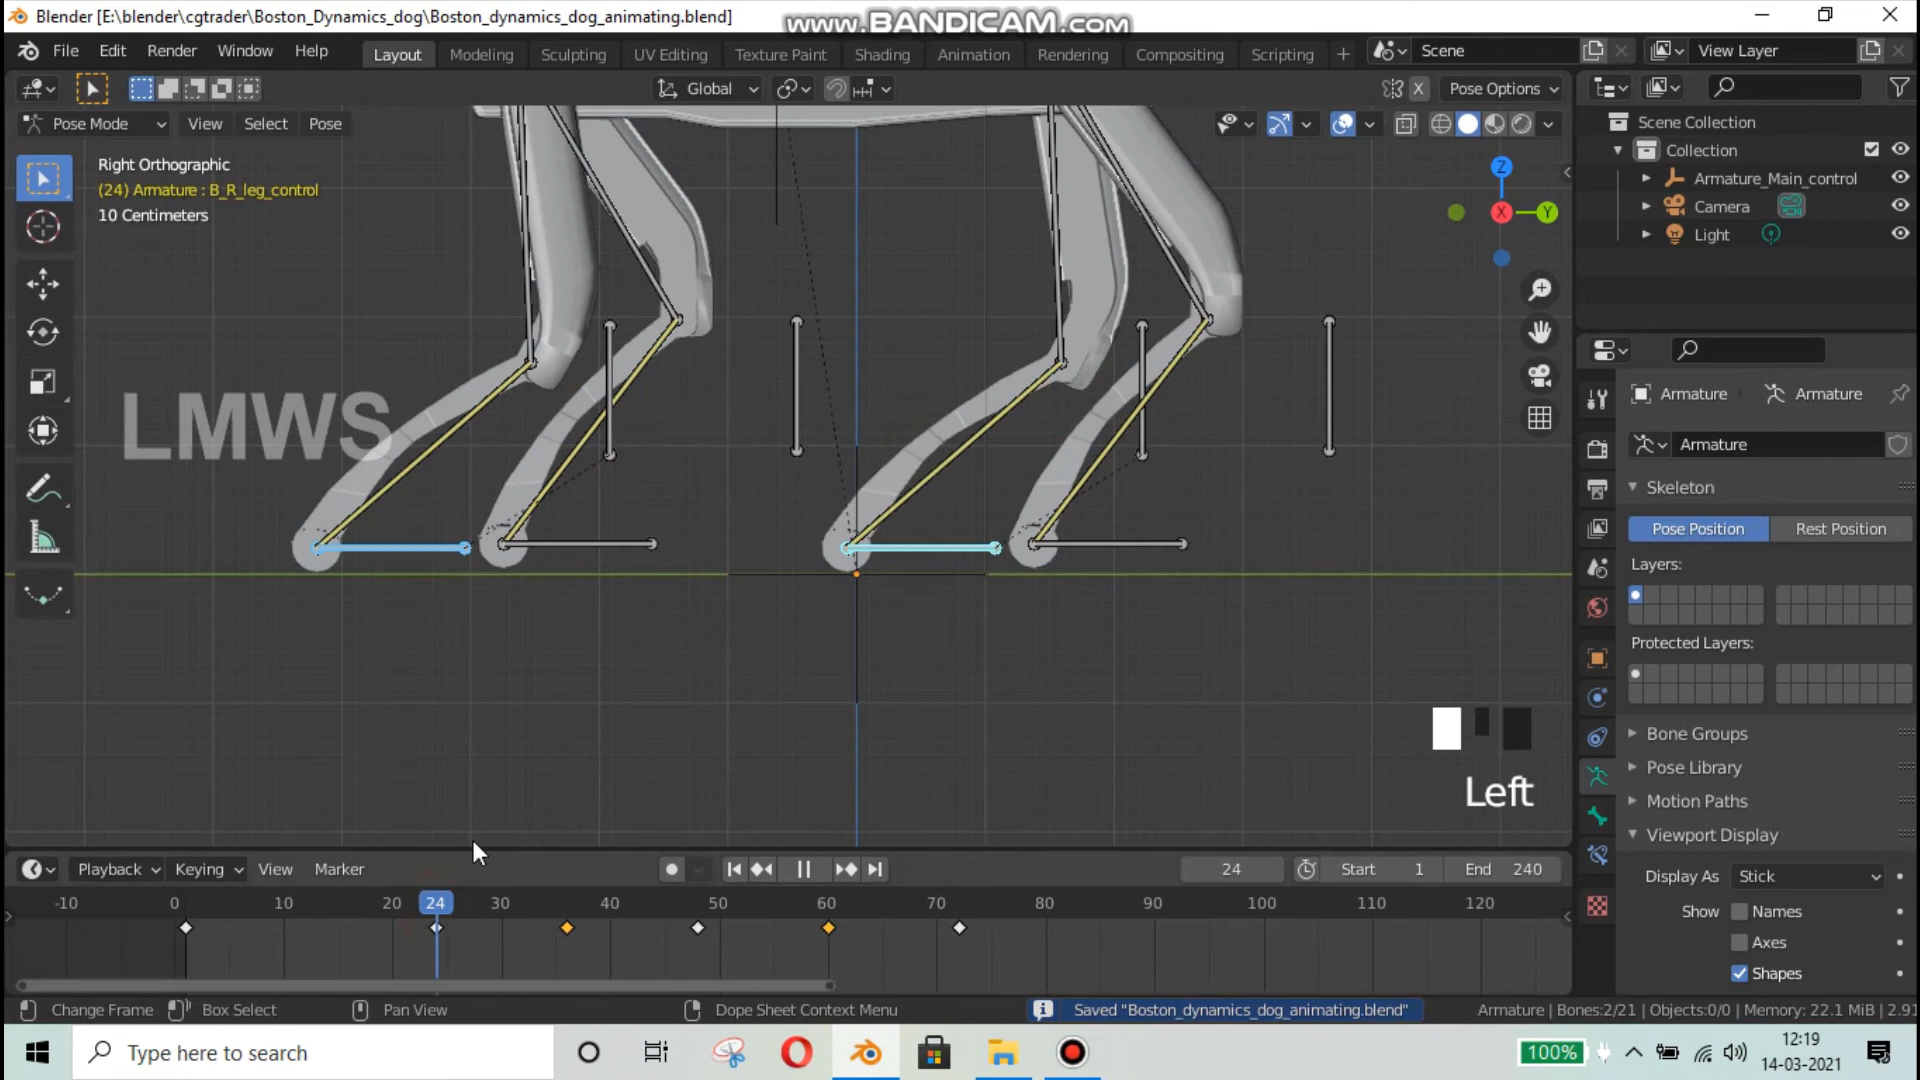 Blender [E:\blender\cgtrader\Boston_Dynamics_dog\Boston_dynamics_dog_animating.blend]
www.BANDICAM.com
File Edit Render Window Help
Layout Modeling Sculpting UV Editing Texture Paint Shading Animation Rendering Compositing Scripting +
Scene
View Layer
Global
X
Pose Options
Pose Mode View Select Pose
Right Orthographic
(24) Armature : B_R_leg_control
10 Centimeters
Z
X
Y
Scene Collection
Collection
Armature_Main_control
Camera
Light
LMWS
Armature Armature
Armature
Skeleton
Pose Position Rest Position
Layers:
Protected Layers:
Bone Groups
Pose Library
Motion Paths
Viewport Display
Display As Stick
Show Names
Axes
Shapes
Left
Playback Keying View Marker
24 Start 1 End 240
-10 0 10 20 24 30 40 50 60 70 80 90 100 110 120
Change Frame Box Select Pan View Dope Sheet Context Menu
Saved "Boston_dynamics_dog_animating.blend"
Armature | Bones:2/21 | Objects:0/0 | Memory: 22.1 MiB | 2.91
Type here to search
100%
12:19
14-03-2021